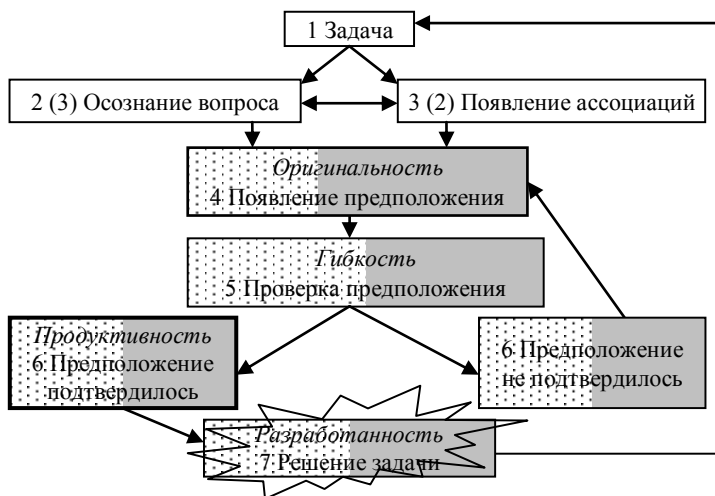 1 Задача
2 (3) Осознание вопроса
3 (2) Появление ассоциаций
Оригинальность
4 Появление предположения
Гибкость
5 Проверка предположения
Продуктивность
6 Предположение
подтвердилось
6 Предположение
не подтвердилось
Разработанность
7 Решение задачи